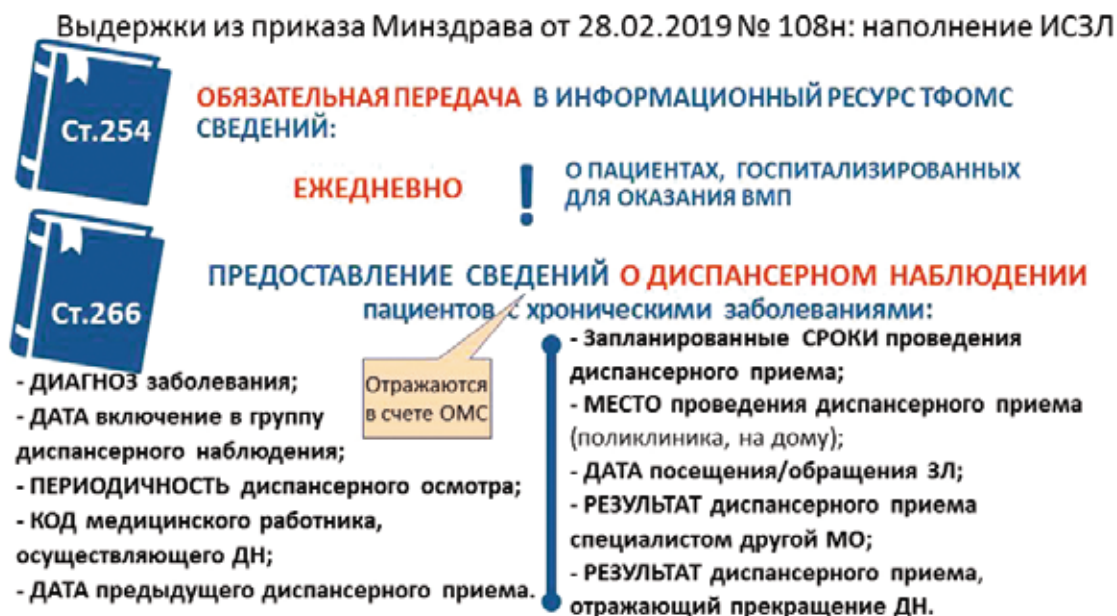 Выдержки из приказа Минздрава от 28.02.2019 № 108н: наполнение ИСЗЛ
Ст.254
ОБЯЗАТЕЛЬНАЯ ПЕРЕДАЧА В ИНФОРМАЦИОННЫЙ РЕСУРС ТФОМС
СВЕДЕНИЙ:
ЕЖЕДНЕВНО
!
О ПАЦИЕНТАХ, ГОСПИТАЛИЗИРОВАННЫХ
ДЛЯ ОКАЗАНИЯ ВМП
Ст.266
ПРЕДОСТАВЛЕНИЕ СВЕДЕНИЙ О ДИСПАНСЕРНОМ НАБЛЮДЕНИИ
пациентов с хроническими заболеваниями:
Отражаются
в счете ОМС
- ДИАГНОЗ заболевания;
- ДАТА включение в группу
диспансерного наблюдения;
- ПЕРИОДИЧНОСТЬ диспансерного осмотра;
- КОД медицинского работника,
осуществляющего ДН;
- ДАТА предыдущего диспансерного приема.
- Запланированные СРОКИ проведения
диспансерного приема;
- МЕСТО проведения диспансерного приема
(поликлиника, на дому);
- ДАТА посещения/обращения ЗЛ;
- РЕЗУЛЬТАТ диспансерного приема
специалистом другой МО;
- РЕЗУЛЬТАТ диспансерного приема,
отражающий прекращение ДН.